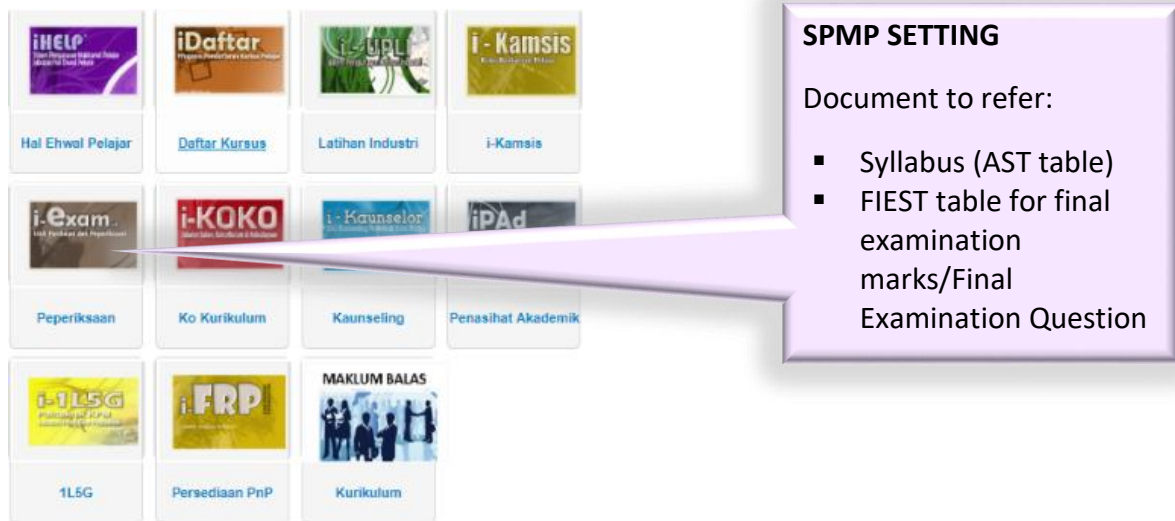 iHELP
iDaftar
i - UPLI
i - Kamsis
Hal Ehwal Pelajar
Daftar Kursus
Latihan Industri
i-Kamsis
i-exam
i-KOKO
i - Kaunselor
iPAd
Peperiksaan
Ko Kurikulum
Kaunseling
Penasihat Akademik
i-1L5G
i-FRP
MAKLUM BALAS
1L5G
Persediaan PnP
Kurikulum
SPMP SETTING
Document to refer:
▪ Syllabus (AST table)
▪ FIEST table for final
examination
marks/Final
Examination Question